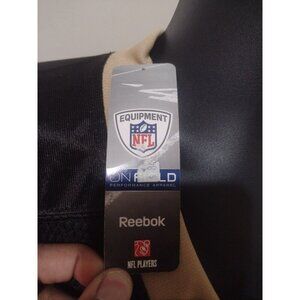 EQUIPMENT
NFL
ON FIELD
PERFORMANCE APPAREL
Reebok
NFL PLAYERS